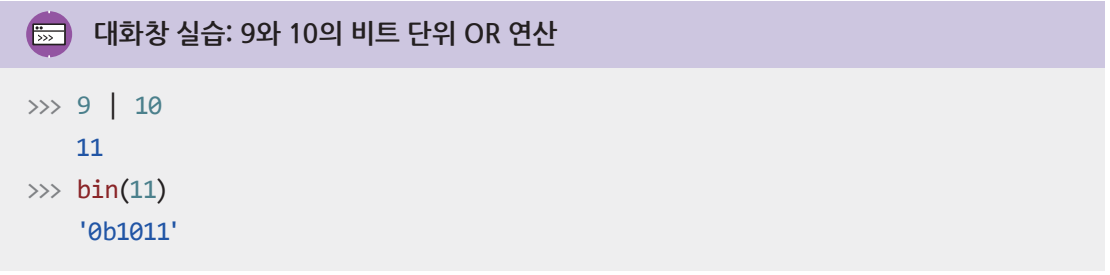 대화창 실습: 9와 10의 비트 단위 OR 연산
>>> 9 | 10
11
>>> bin(11)
'0b1011'